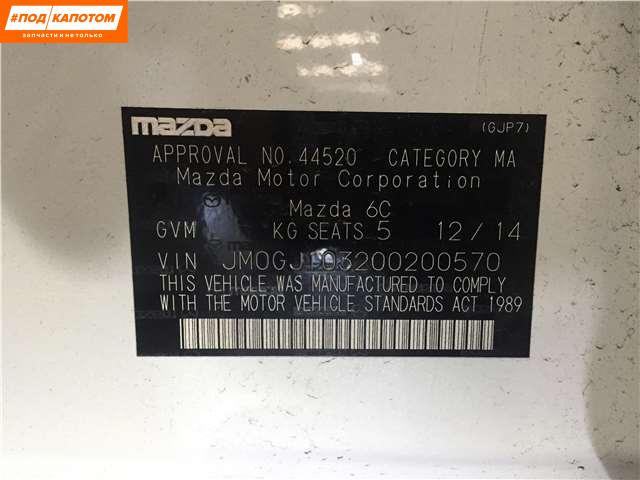 #ПОД КАПОТОМ
запчасти и не только
mazda
(GJP7)
APPROVAL NO.44520 CATEGORY MA
Mazda Motor Corporation
Mazda 6C
GVM KG SEATS 5 12/14
VIN
THIS VEHICLE WAS MANUFACTURED TO COMPLY
WITH THE MOTOR VEHICLE STANDARDS ACT 1989